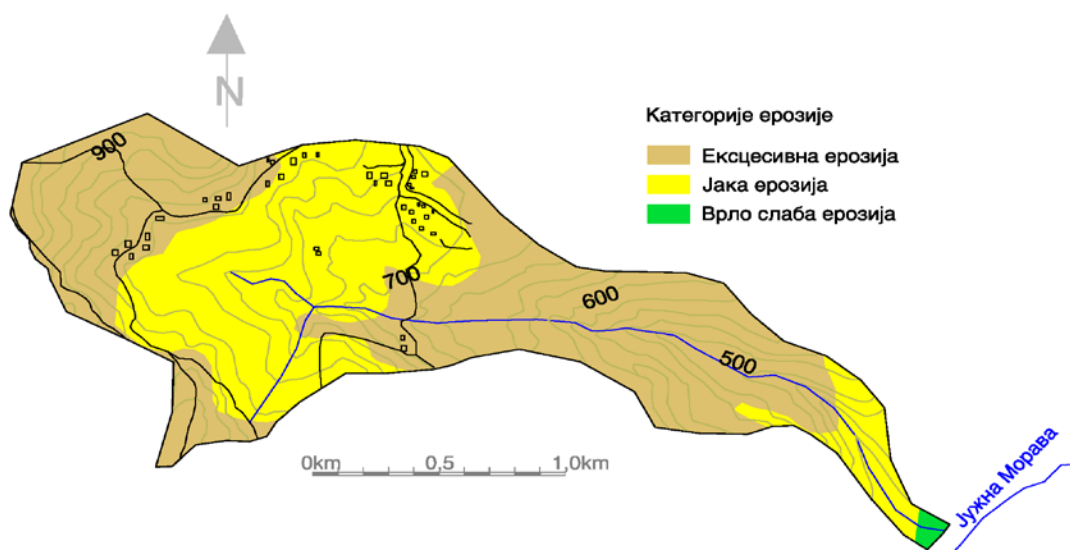 N
900
700
600
500
Категорије ерозије
Ексцесивна ерозија
Јака ерозија
Врло слаба ерозија
0km 0,5 1,0km
Јужна Морава